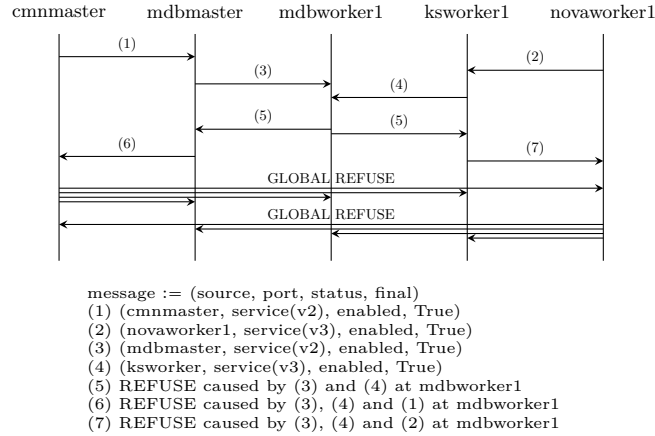 cmnmaster mdbmaster mdbworker1 ksworker1 novaworker1
(1) (2)
(3) (4)
(5) (5)
(6) (7)
GLOBAL REFUSE
GLOBAL REFUSE
message := (source, port, status, final)
(1) (cmnmaster, service(v2), enabled, True)
(2) (novaworker1, service(v3), enabled, True)
(3) (mdbmaster, service(v2), enabled, True)
(4) (ksworker, service(v3), enabled, True)
(5) REFUSE caused by (3) and (4) at mdbworker1
(6) REFUSE caused by (3), (4) and (1) at mdbworker1
(7) REFUSE caused by (3), (4) and (2) at mdbworker1